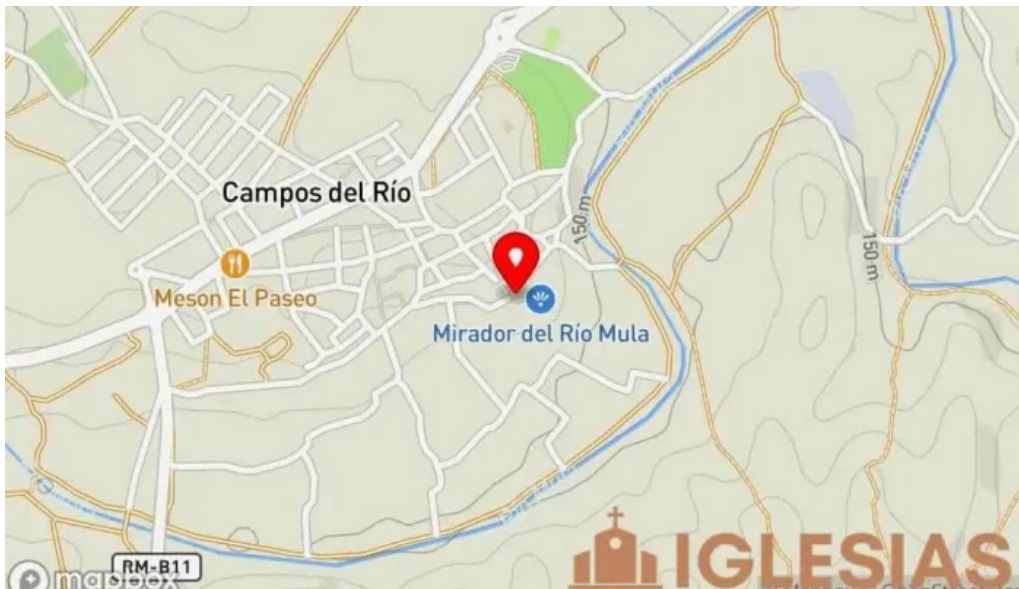 Campos del Río
150 m
150 m
Meson El Paseo
Mirador del Río Mula
RM-B11
mapbox
IGLESIAS